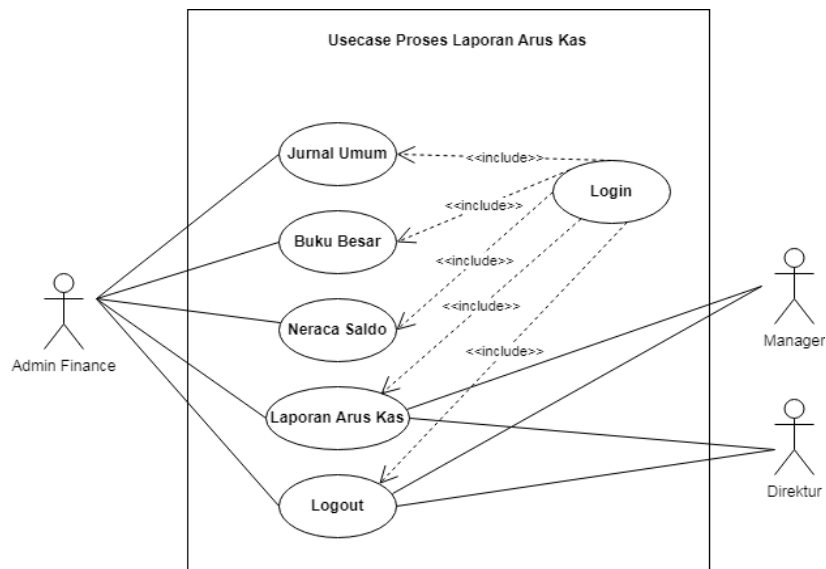 Usecase Proses Laporan Arus Kas
Jurnal Umum
<<include>>
Login
<<include>>
Buku Besar
<<include>>
Neraca Saldo
<<include>>
<<include>>
Laporan Arus Kas
Logout
Admin Finance
Manager
Direktur